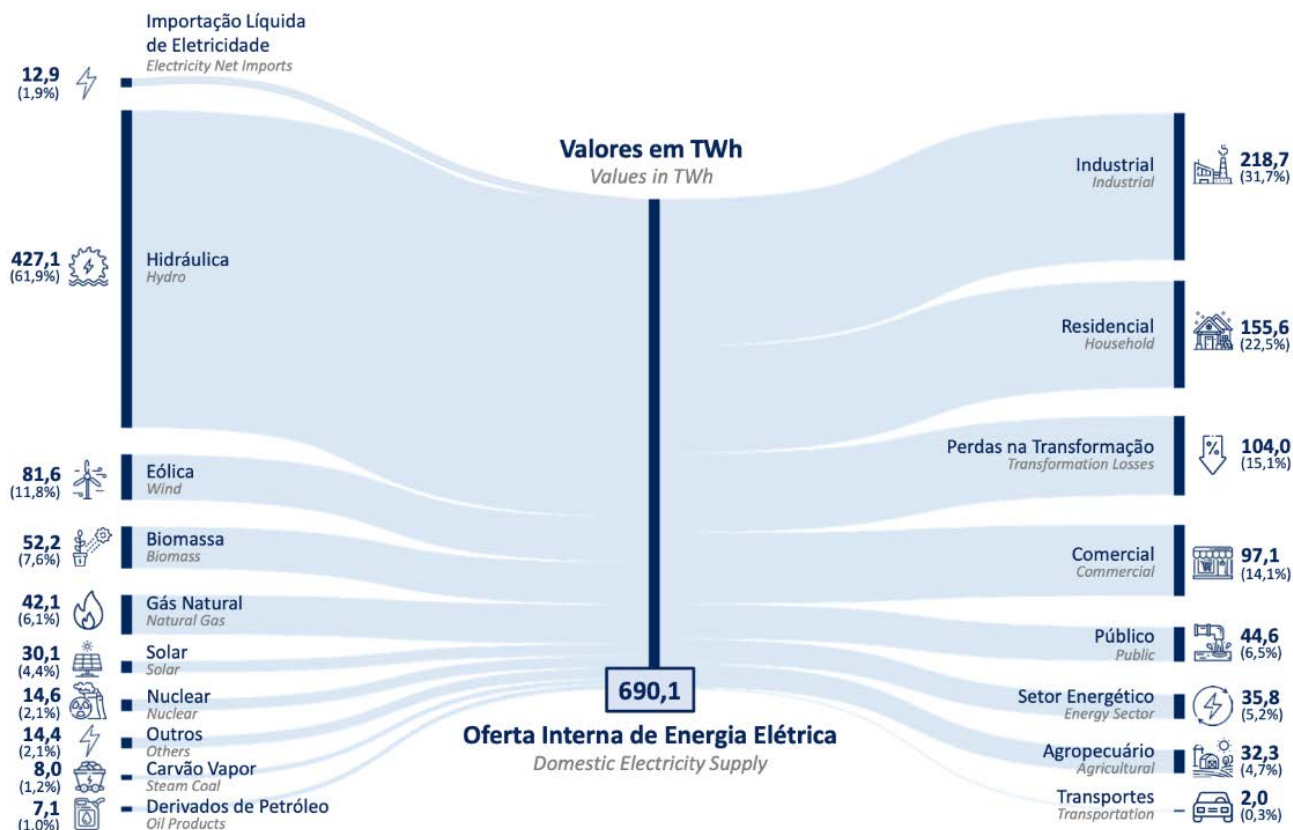 Importação Líquida
de Eletricidade
Electricity Net Imports
12,9
(1,9%)
427,1
(61,9%)
Hidráulica
Hydro
81,6
(11,8%)
Eólica
Wind
52,2
(7,6%)
Biomassa
Biomass
42,1
(6,1%)
Gás Natural
Natural Gas
30,1
(4,4%)
Solar
Solar
14,6
(2,1%)
Nuclear
Nuclear
14,4
(2,1%)
Outros
Others
8,0
(1,2%)
Carvão Vapor
Steam Coal
7,1
(1,0%)
Derivados de Petróleo
Oil Products
Valores em TWh
Values in TWh
690,1
Oferta Interna de Energia Elétrica
Domestic Electricity Supply
Industrial
Industrial
218,7
(31,7%)
Residencial
Household
155,6
(22,5%)
Perdas na Transformação
Transformation Losses
%
104,0
(15,1%)
Comercial
Commercial
97,1
(14,1%)
Público
Public
44,6
(6,5%)
Setor Energético
Energy Sector
35,8
(5,2%)
Agropecuário
Agricultural
32,3
(4,7%)
Transportes
Transportation
2,0
(0,3%)